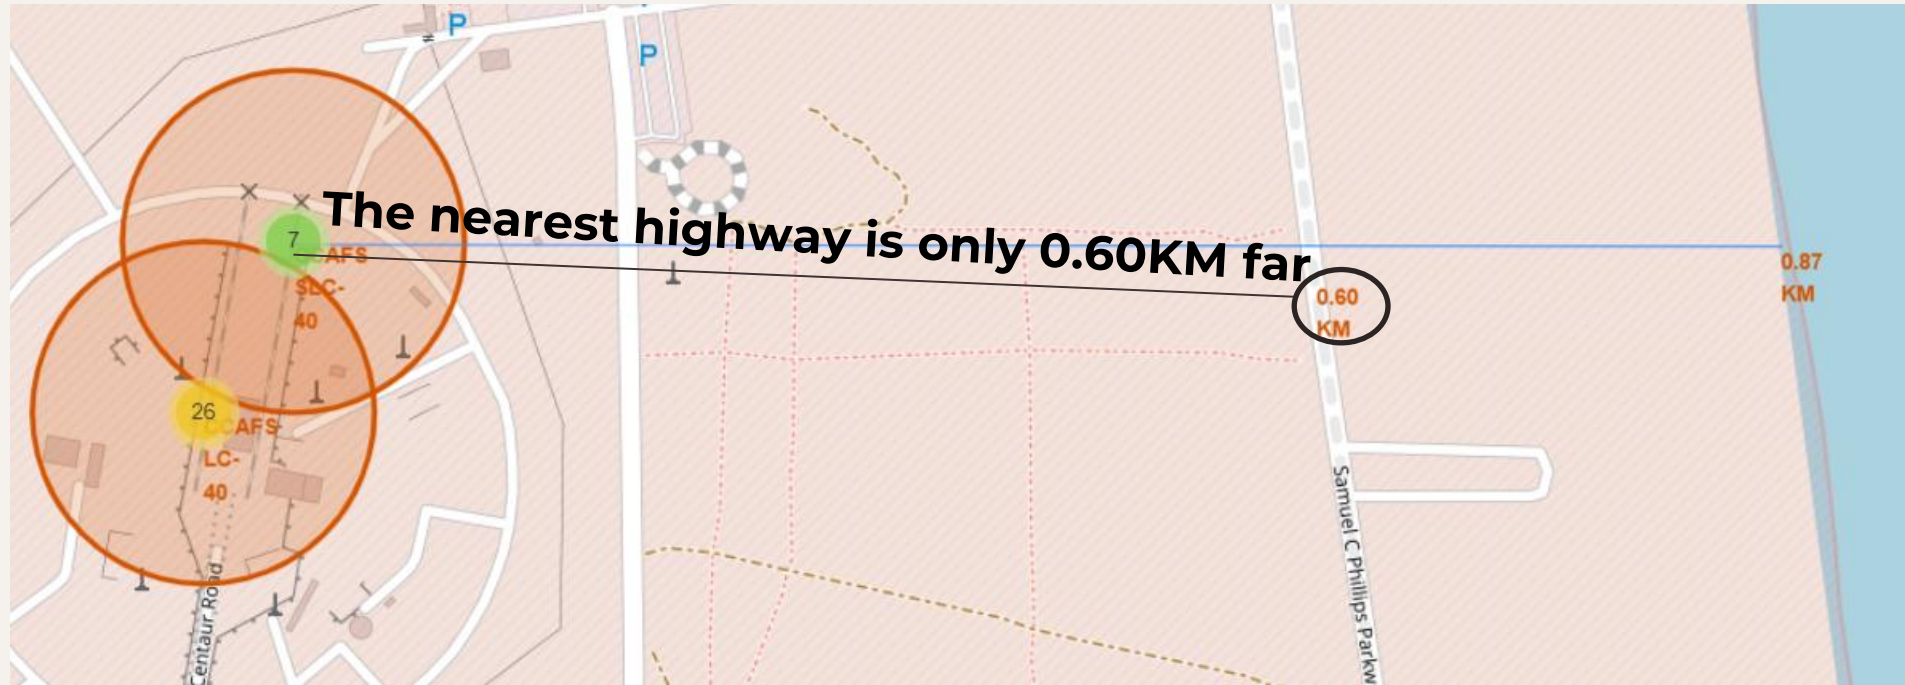 P
P
The nearest highway is only 0.60KM far
7
AFS
SLC-
40
0.87
KM
0.60
KM
26
CCAFS
LC-
40
Samuel C Phillips Parkw
Centaur Road